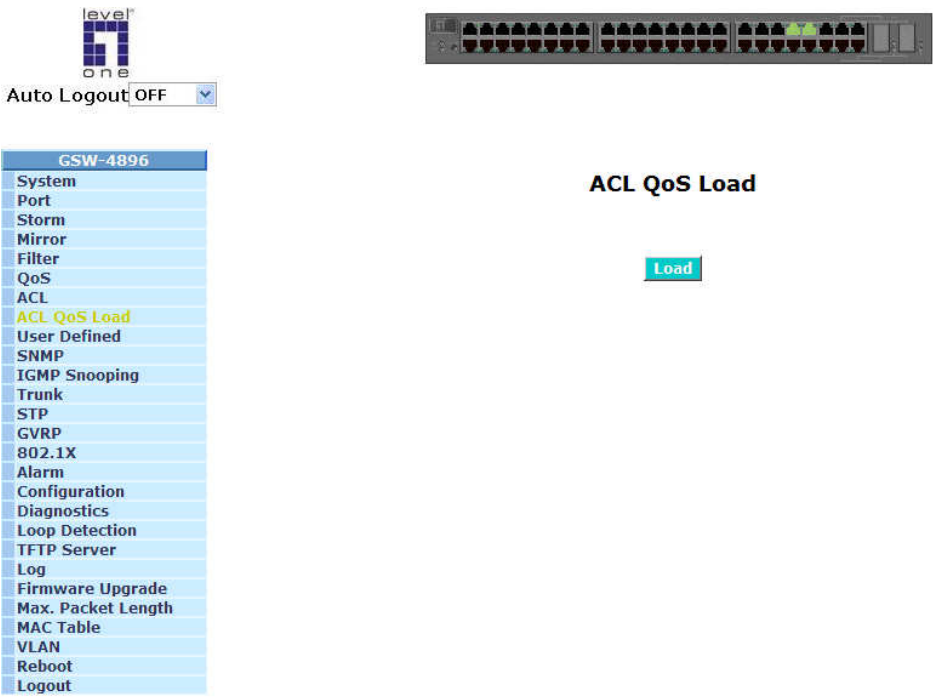 level
one
Auto Logout OFF
GSW-4896
System
Port
Storm
Mirror
Filter
QoS
ACL
ACL QoS Load
User Defined
SNMP
IGMP Snooping
Trunk
STP
GVRP
802.1X
Alarm
Configuration
Diagnostics
Loop Detection
TFTP Server
Log
Firmware Upgrade
Max. Packet Length
MAC Table
VLAN
Reboot
Logout
ACL QoS Load
Load